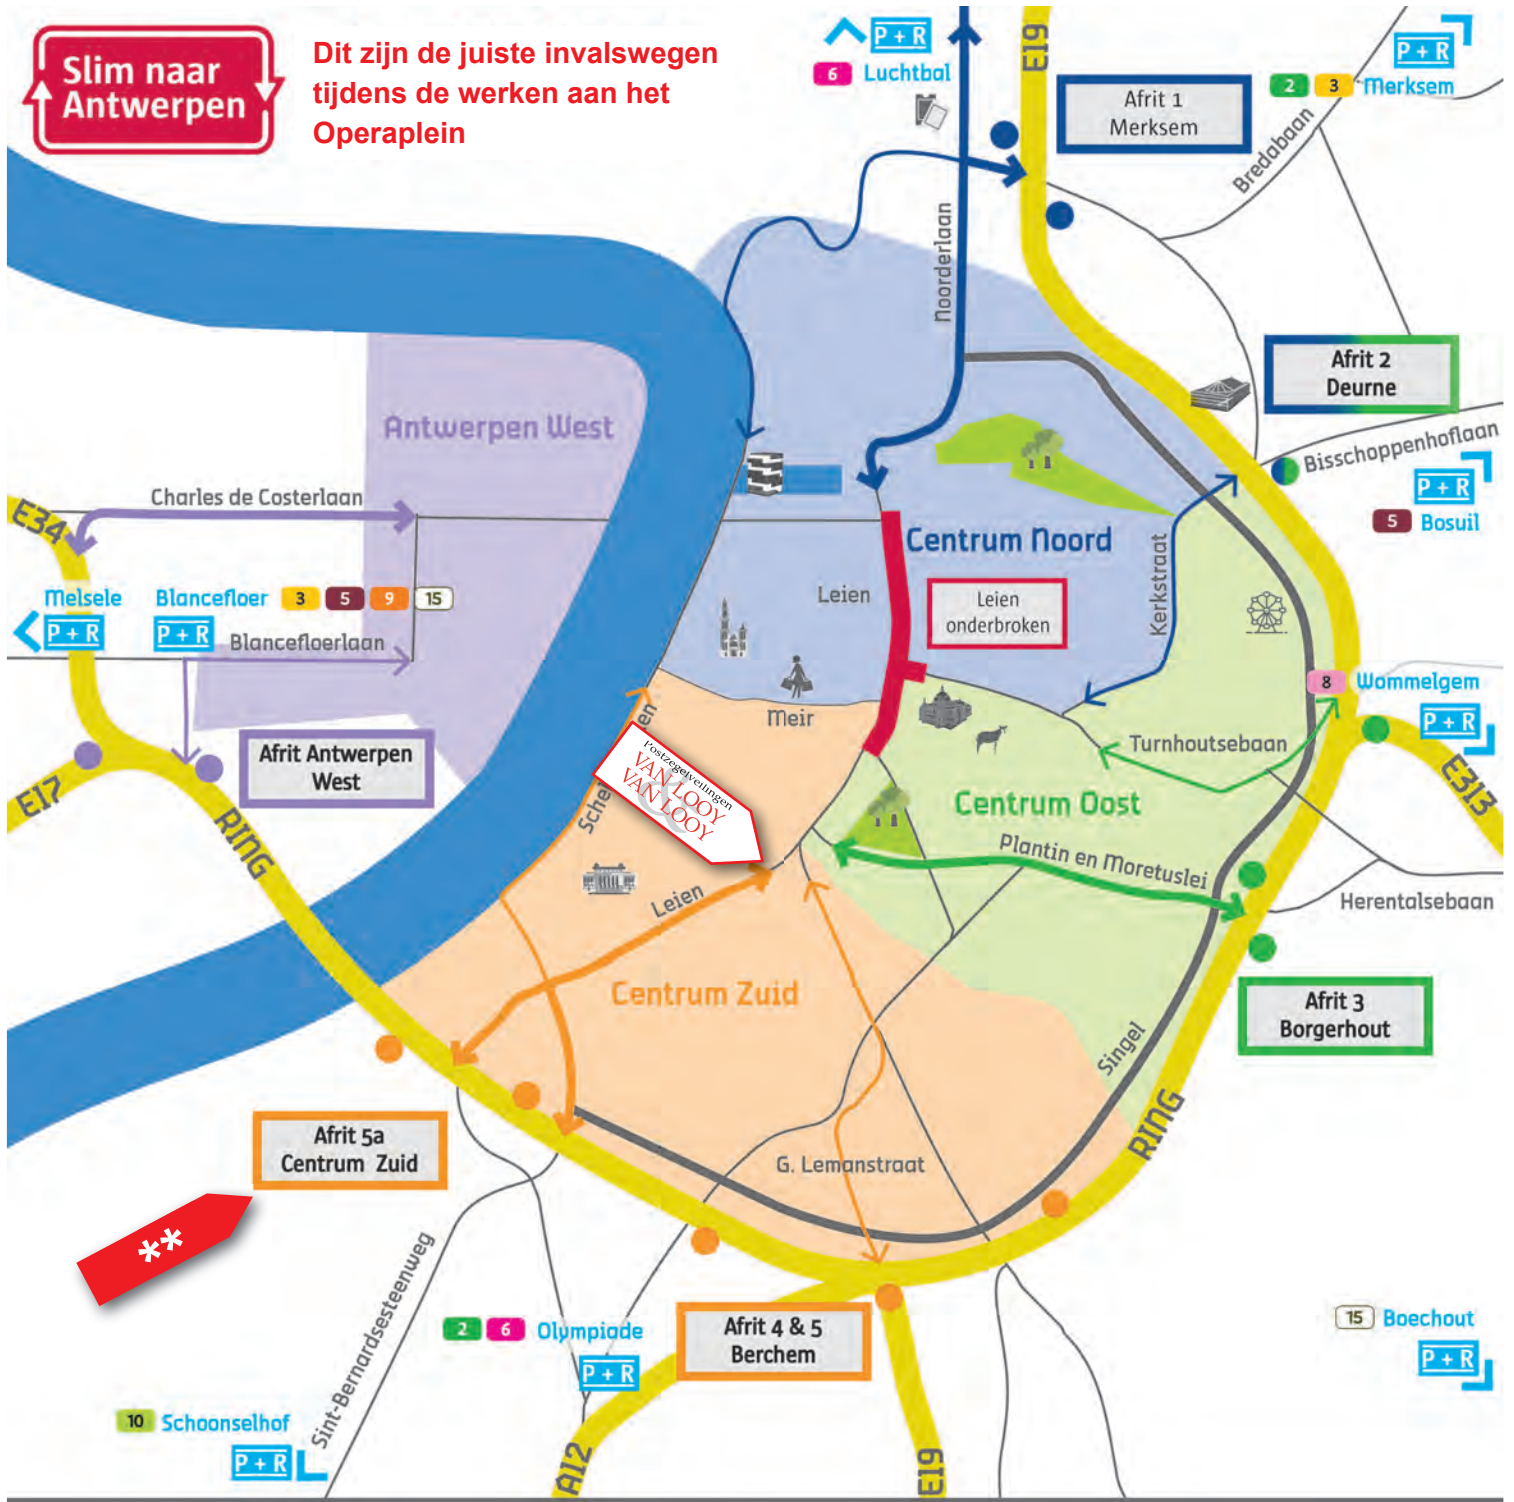 Slim naar
Antwerpen
Dit zijn de juiste invalswegen
tijdens de werken aan het
Operaplein
P + R
6 Luchtbal
E19
P + R
2 3 Merksem
Afrit 1
Merksem
Bredabaan
Noorderlaan
Afrit 2
Deurne
Bisschoppenhoflaan
P + R
5 Bosuil
Antwerpen West
Charles de Costerlaan
E34
Melsele
P + R
Blancefloer 3 5 9 15
P + R
Blancefloerlaan
Centrum Noord
Leien
Leien
onderbroken
Kerkstraat
8 Wommelgem
P + R
Meir
Turnhoutsebaan
E313
Afrit Antwerpen
West
E17
RING
Postzegelveilingen
VAN LOOY
&
VAN LOOY
Centrum Oost
Plantin en Moretuslei
Herentalsebaan
Leien
Centrum Zuid
Afrit 3
Borgerhout
Singel
RING
Afrit 5a
Centrum Zuid
G. Lemanstraat
**
Sint-Bernardsesteenweg
2 6 Olympiade
P + R
Afrit 4 & 5
Berchem
15 Boechout
P + R
10 Schoonselhof
P + R
A12
E19